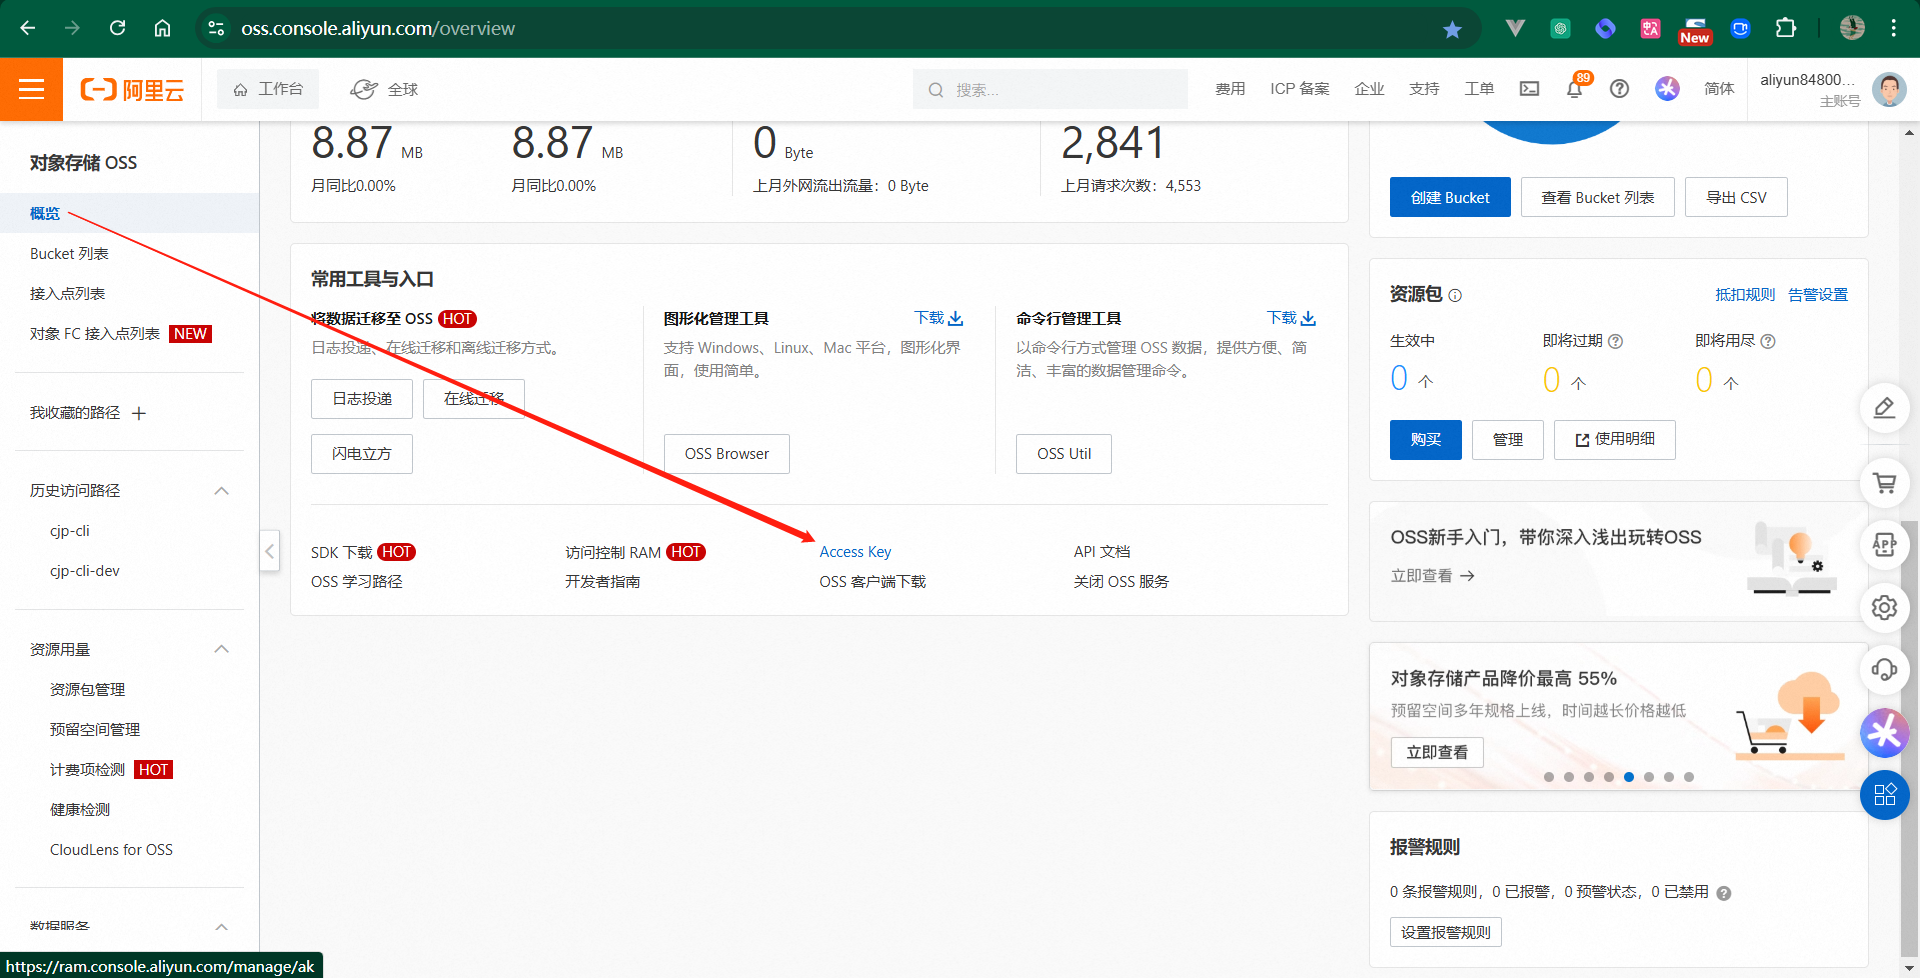 oss.console.aliyun.com/overview
New
阿里云
工作台
全球
搜索...
费用
ICP 备案
企业
支持
工单
89
简体
aliyun84800...
主账号
对象存储 OSS
概览
Bucket 列表
接入点列表
对象 FC 接入点列表 NEW
我收藏的路径
历史访问路径
cjp-cli
cjp-cli-dev
资源用量
资源包管理
预留空间管理
计费项检测 HOT
健康检测
CloudLens for OSS
数据服务
https://ram.console.aliyun.com/manage/ak
8.87 MB
月同比0.00%
8.87 MB
月同比0.00%
0 Byte
上月外网流出流量：0 Byte
2,841
上月请求次数：4,553
常用工具与入口
将数据迁移至 OSS HOT
日志投递、在线迁移和离线迁移方式。
日志投递
在线迁移
闪电立方
图形化管理工具
下载
支持 Windows、Linux、Mac 平台，图形化界
面，使用简单。
OSS Browser
命令行管理工具
下载
以命令行方式管理 OSS 数据，提供方便、简
洁、丰富的数据管理命令。
OSS Util
SDK 下载 HOT
访问控制 RAM HOT
Access Key
API 文档
OSS 学习路径
开发者指南
OSS 客户端下载
关闭 OSS 服务
创建 Bucket
查看 Bucket 列表
导出 CSV
资源包
抵扣规则
告警设置
生效中
即将过期
即将用尽
0 个
0 个
0 个
购买
管理
使用明细
OSS新手入门，带你深入浅出玩转OSS
立即查看
对象存储产品降价最高 55%
预留空间多年规格上线，时间越长价格越低
立即查看
报警规则
0 条报警规则，0 已报警，0 预警状态，0 已禁用
设置报警规则
APP